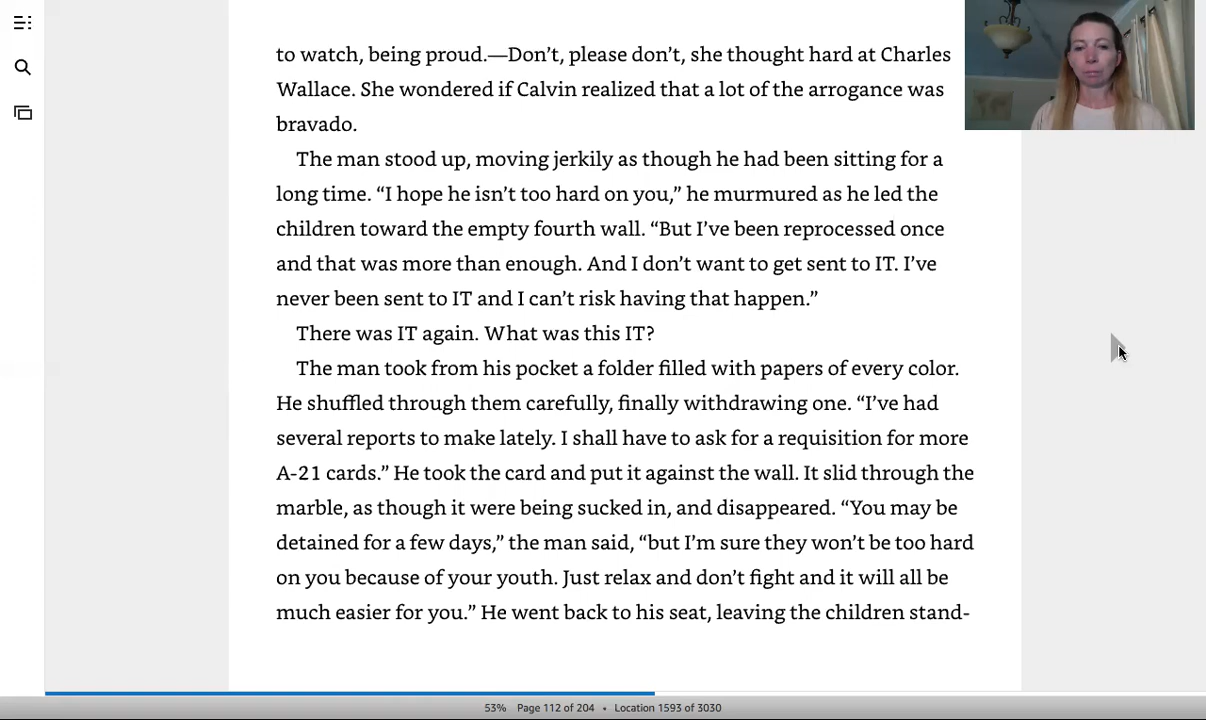 to watch, being proud.—Don’t, please don’t, she thought hard at Charles
Wallace. She wondered if Calvin realized that a lot of the arrogance was
bravado.
The man stood up, moving jerkily as though he had been sitting for a
long time. “I hope he isn’t too hard on you,” he murmured as he led the
children toward the empty fourth wall. “But I’ve been reprocessed once
and that was more than enough. And I don’t want to get sent to IT. I’ve
never been sent to IT and I can’t risk having that happen.”
There was IT again. What was this IT?
The man took from his pocket a folder filled with papers of every color.
He shuffled through them carefully, finally withdrawing one. “I’ve had
several reports to make lately. I shall have to ask for a requisition for more
A-21 cards.” He took the card and put it against the wall. It slid through the
marble, as though it were being sucked in, and disappeared. “You may be
detained for a few days,” the man said, “but I’m sure they won’t be too hard
on you because of your youth. Just relax and don’t fight and it will all be
much easier for you.” He went back to his seat, leaving the children stand-
53% Page 112 of 204 • Location 1593 of 3030